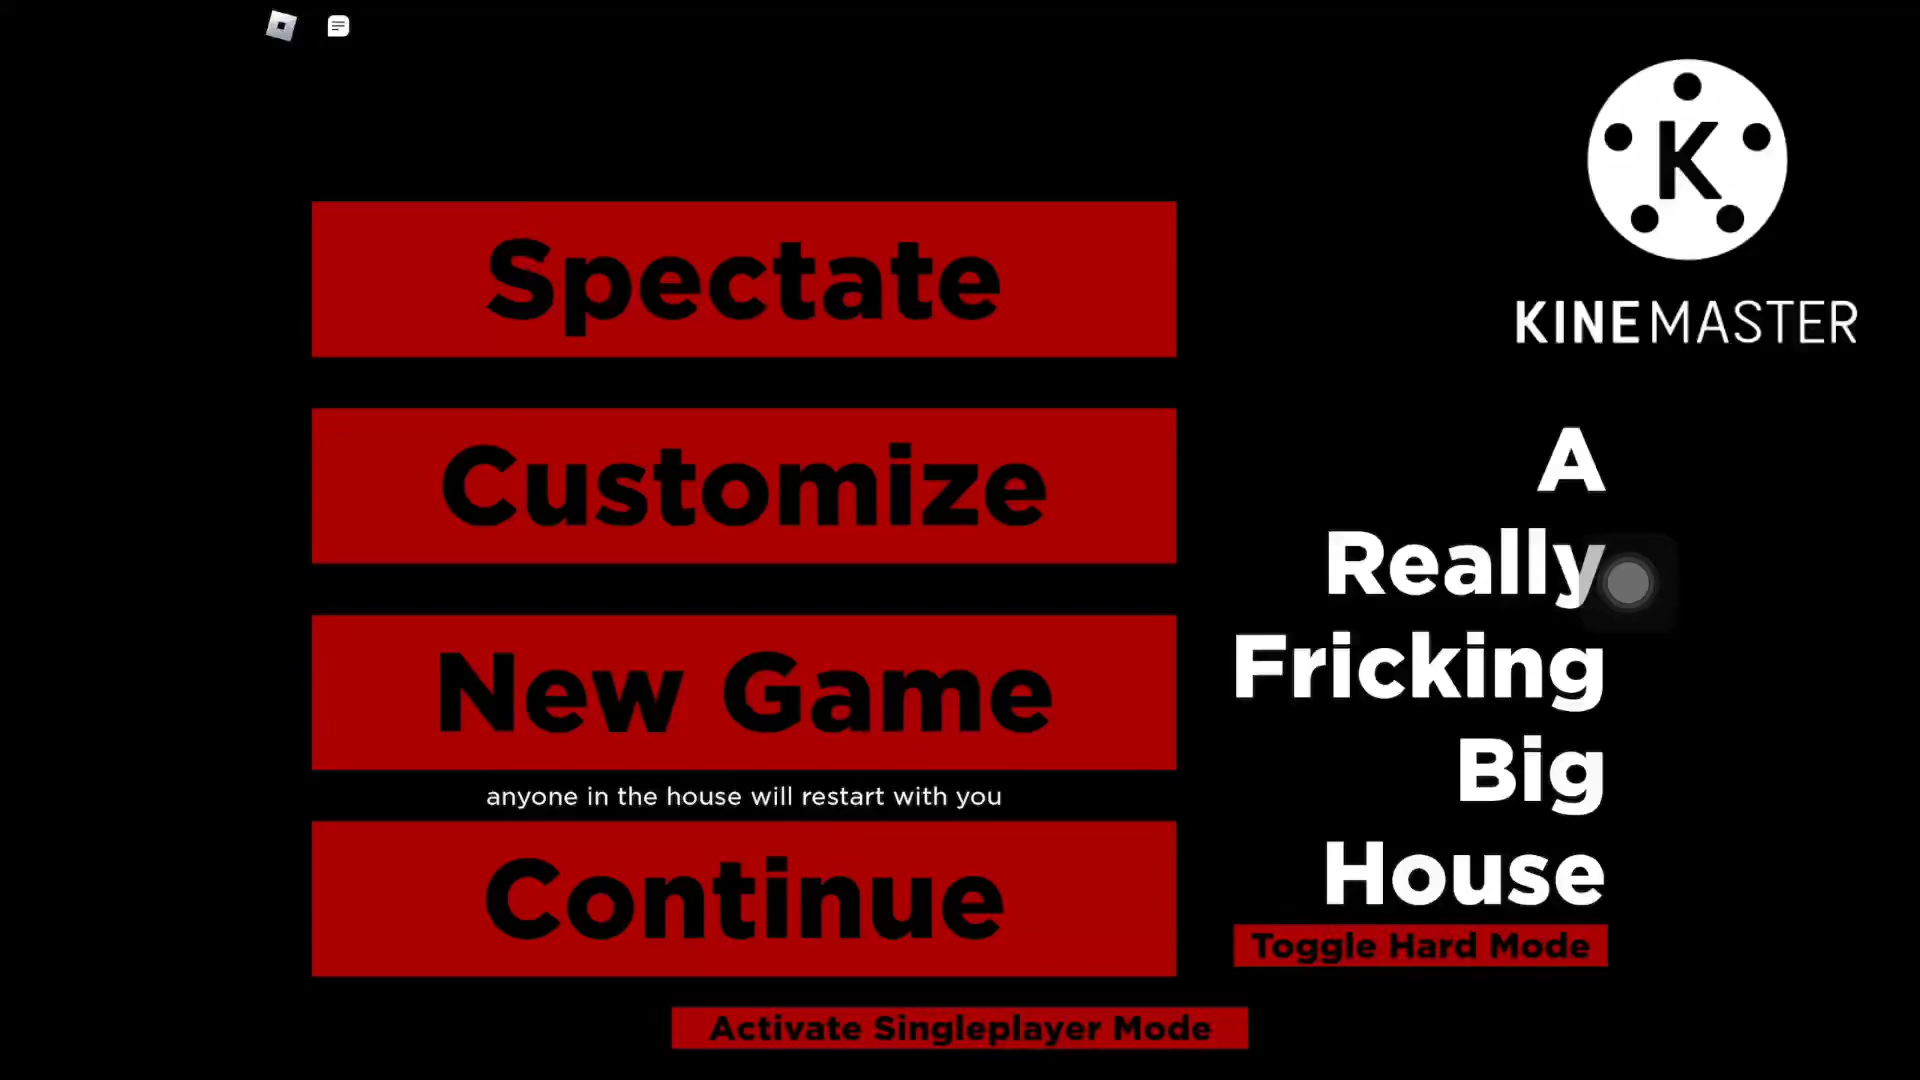 Spectate
Customize
New Game
anyone in the house will restart with you
Continue
Activate Singleplayer Mode
K
KINEMASTER
A
Really
Fricking
Big
House
Toggle Hard Mode